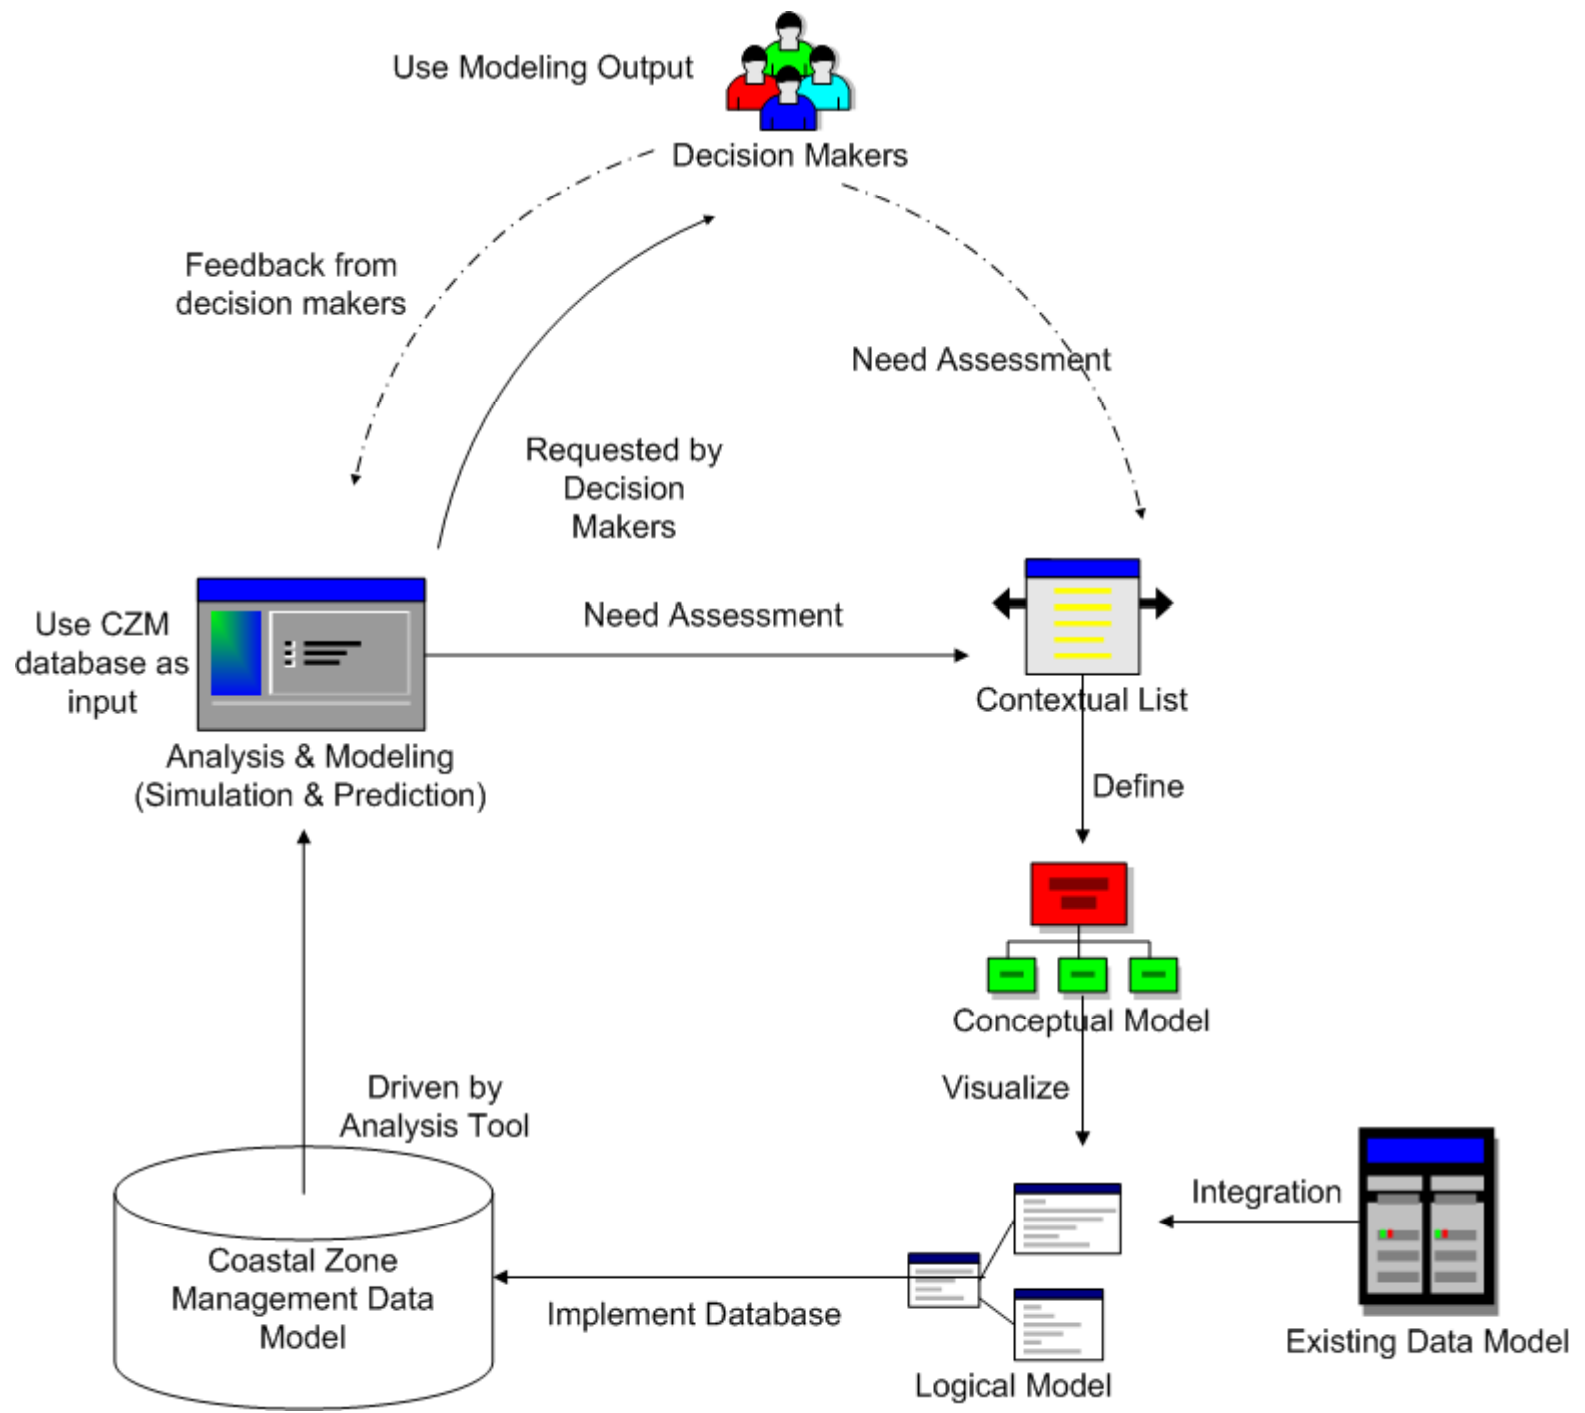 Use Modeling Output
Decision Makers
Feedback from
decision makers
Need Assessment
Requested by
Decision
Makers
Use CZM
database as
input
Need Assessment
Contextual List
Analysis & Modeling
(Simulation & Prediction)
Define
Conceptual Model
Visualize
Driven by
Analysis Tool
Integration
Coastal Zone
Management Data
Model
Implement Database
Existing Data Model
Logical Model